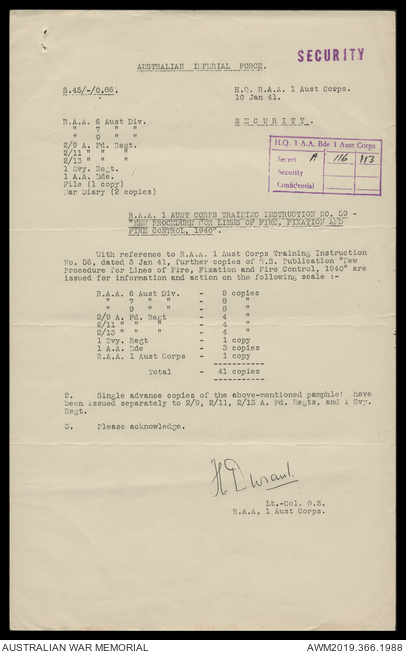 AUSTRALIAN IMPERIAL FORCE.
SECURITY
S.45/-/0.86.
H.Q. R.A.A. 1 Aust Corps.
10 Jan 41.
R.A.A. 6 Aust Div.
" 7 " "
" 9 " "
2/9 A. Fd. Regt.
2/11 " " "
2/13 " " "
1 Svy. Regt.
1 A.A. Bde.
File (1 copy)
War Diary (2 copies)
S E C U R I T Y .
H.Q. 1 A.A. Bde 1 Aust Corps
Secret A 116 113
Security
Confidential
R.A.A. 1 AUST CORPS TRAINING INSTRUCTION NO. 59 -
"NEW PROCEDURE FOR LINES OF FIRE, FIXATION AND
FIRE CONTROL, 1940".
With reference to R.A.A. 1 Aust Corps Training Instruction
No. 56, dated 3 Jan 41, further copies of G.S. Publication "New
Procedure for Lines of Fire, Fixation and Fire Control, 1940" are
issued for information and action on the following scale :-
R.A.A. 6 Aust Div. - 8 copies
" 7 " " - 8 "
" 9 " " - 8 "
2/9 A. Fd. Regt - 4 "
2/11 " " " - 4 "
2/13 " " " - 4 "
1 Svy. Regt - 1 copy
1 A.A. Bde - 3 copies
R.A.A. 1 Aust Corps - 1 copy
-----------
Total - 41 copies
-----------
2. Single advance copies of the above-mentioned pamphlet have
been issued separately to 2/9, 2/11, 2/13 A. Fd. Regts, and 1 Svy.
Regt.
3. Please acknowledge.
Lt.-Col. G.S.
R.A.A. 1 Aust Corps.
AUSTRALIAN WAR MEMORIAL
AWM2019.366.1988